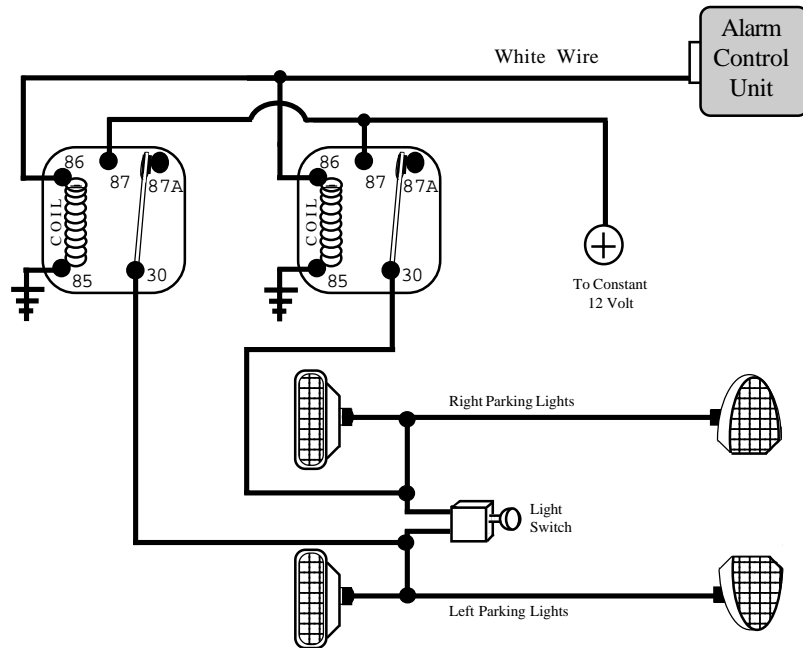 Alarm
Control
Unit
White Wire
86
87
87A
COIL
85
30
86
87
87A
COIL
85
30
To Constant
12 Volt
Right Parking Lights
Light
Switch
Left Parking Lights